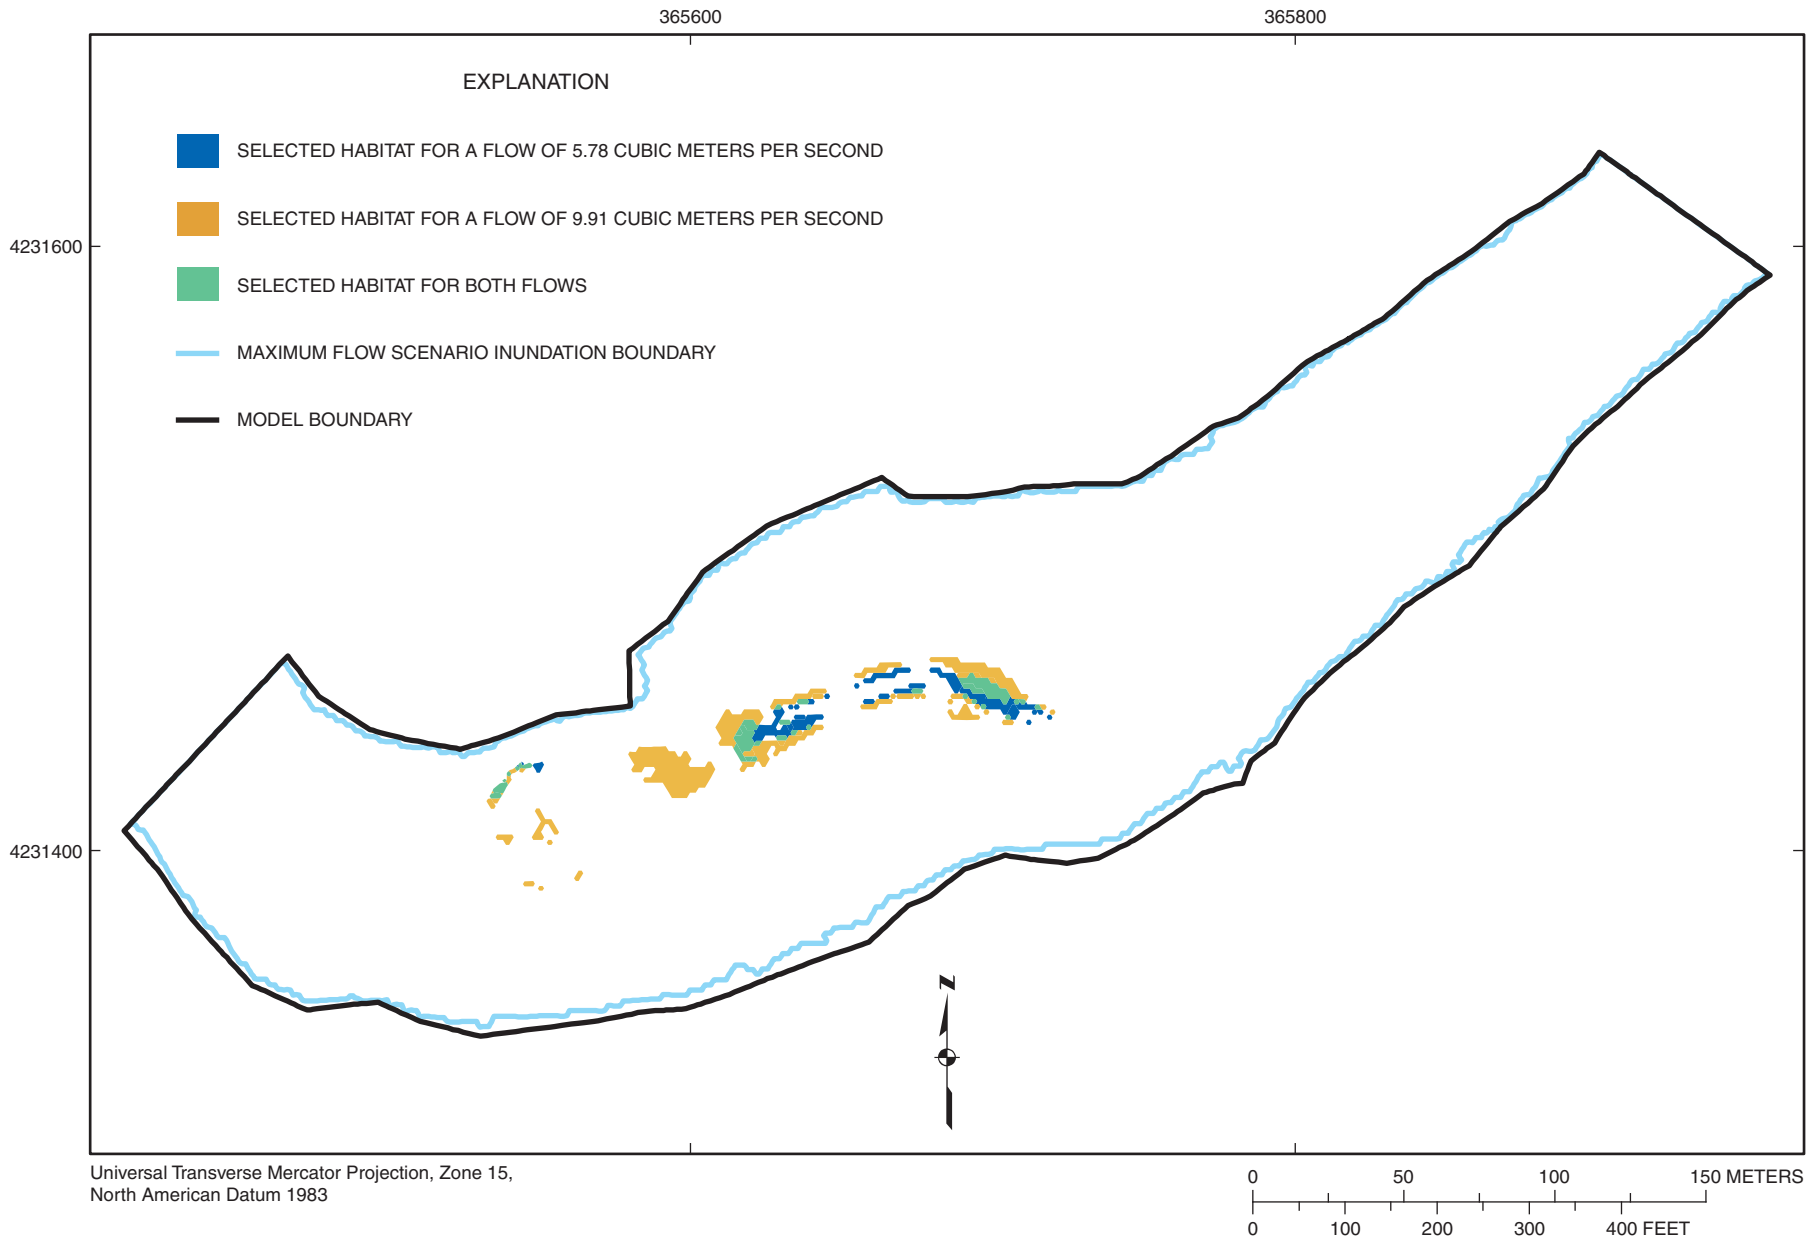 365600
365800
EXPLANATION
SELECTED HABITAT FOR A FLOW OF 5.78 CUBIC METERS PER SECOND
SELECTED HABITAT FOR A FLOW OF 9.91 CUBIC METERS PER SECOND
4231600
SELECTED HABITAT FOR BOTH FLOWS
MAXIMUM FLOW SCENARIO INUNDATION BOUNDARY
MODEL BOUNDARY
4231400
N
Universal Transverse Mercator Projection, Zone 15,
North American Datum 1983
0 50 100 150 METERS
0 100 200 300 400 FEET